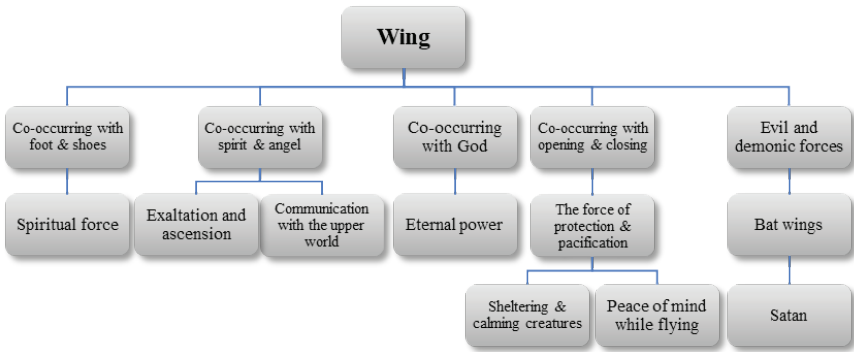 Wing
Co-occurring with
foot & shoes
Co-occurring with
spirit & angel
Co-occurring
with God
Co-occurring with
opening & closing
Evil and
demonic forces
Spiritual force
Exaltation and
ascension
Communication
with the upper
world
Eternal power
The force of
protection &
pacification
Bat wings
Sheltering &
calming creatures
Peace of mind
while flying
Satan